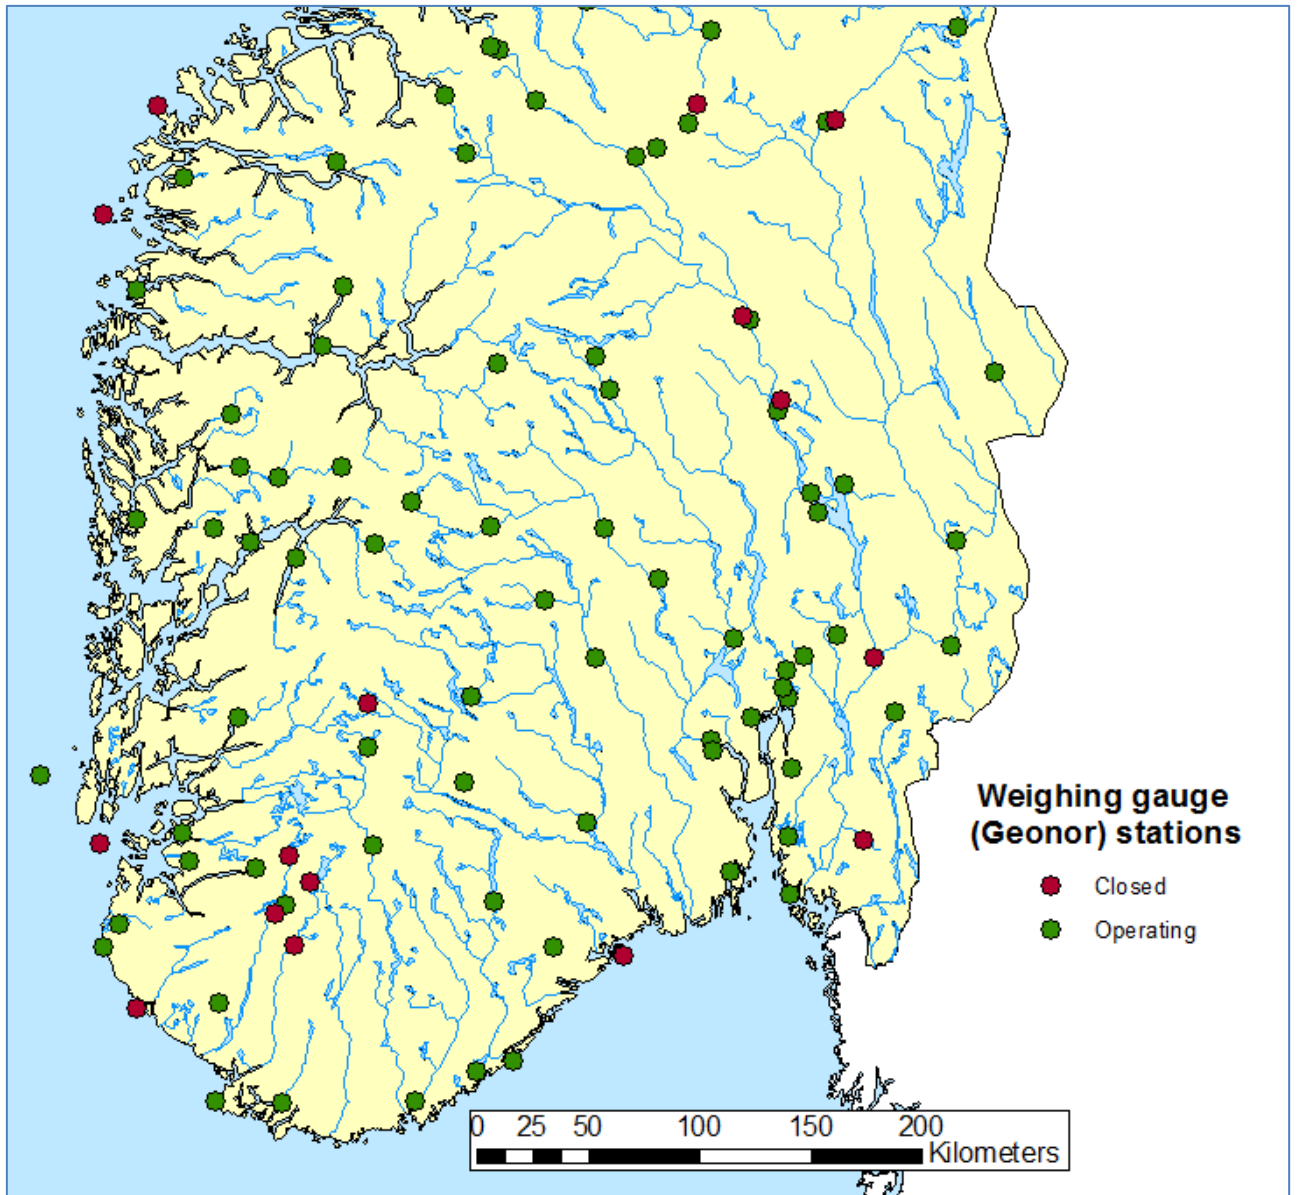 Weighing gauge
(Geonor) stations
Closed
Operating
0 25 50 100 150 200
Kilometers